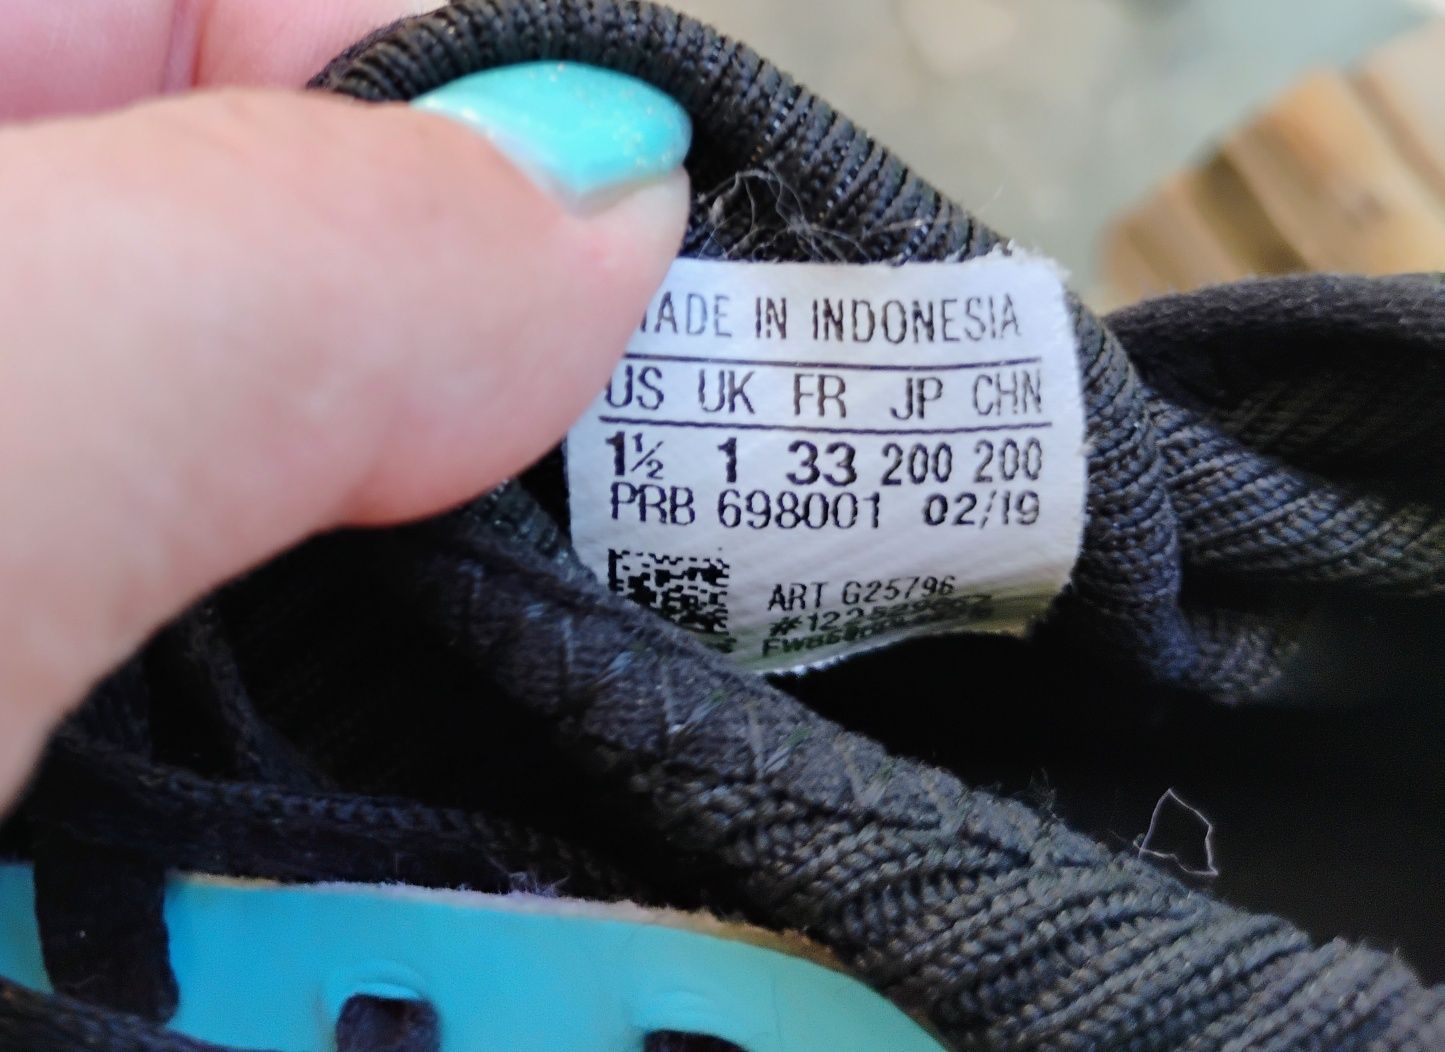 MADE IN INDONESIA
US UK FR JP CHN
1½ 1 33 200 200
PRB 698001 02/19
ART G25796